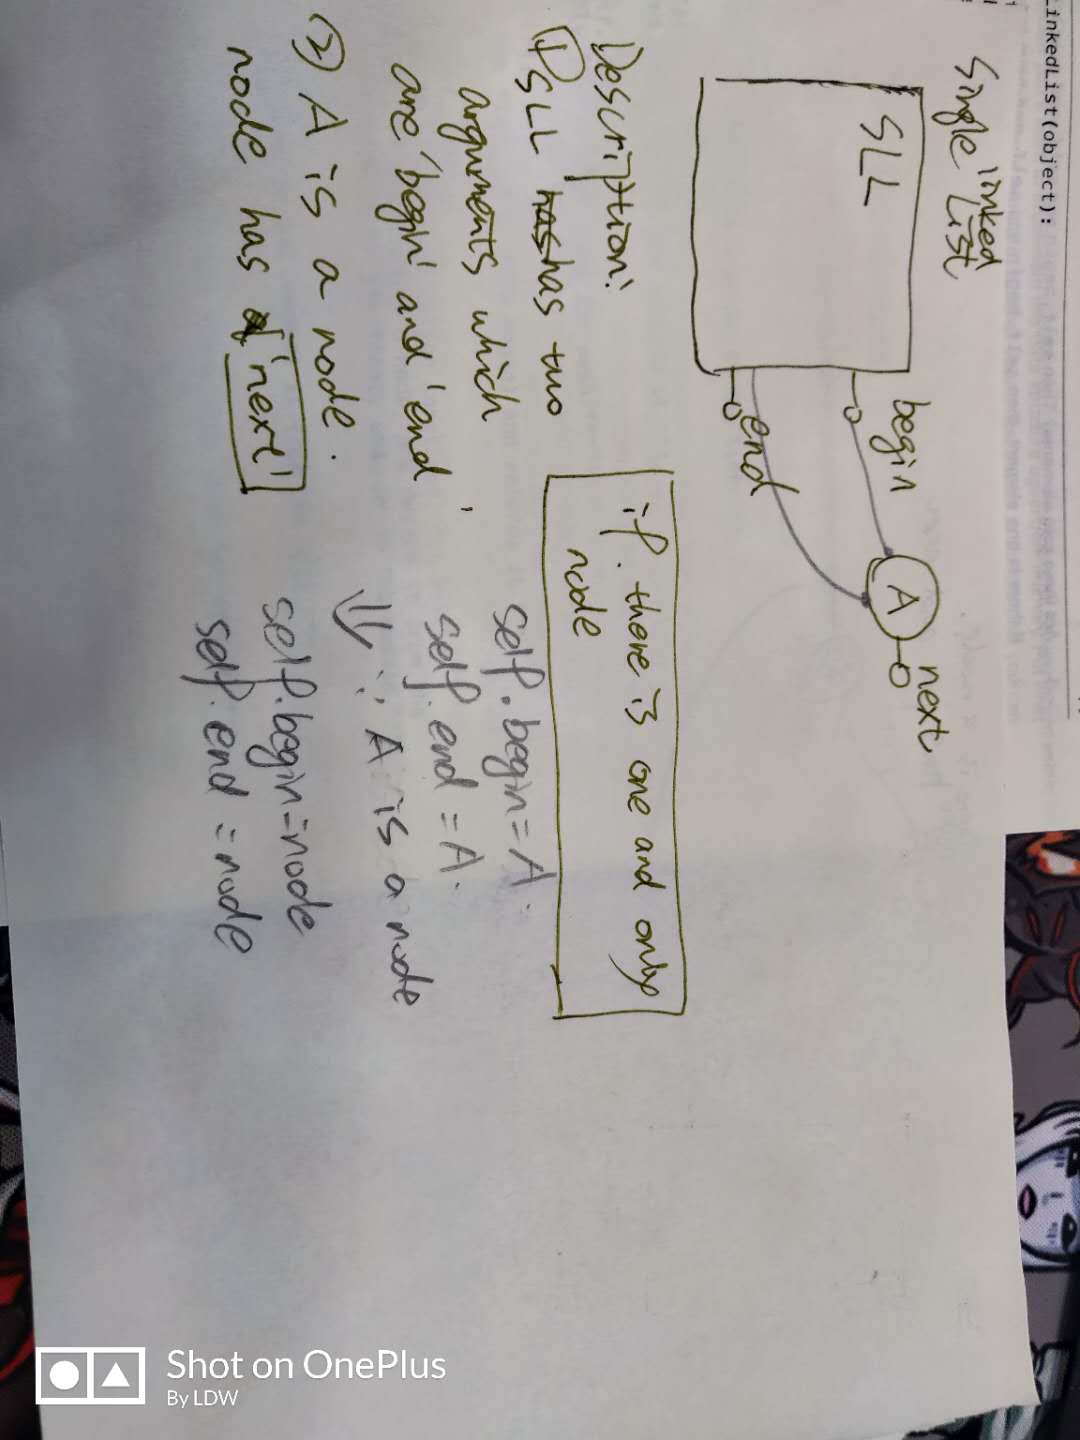 LinkedList(object):
Single linked
List
SLL
begin
end
A
next
Description:
① SLL has has two
arguments which
are 'begin' and 'end'.
② A is a node.
node has a 'next'
if there is one and only
node
self.begin = A.
self.end = A.
⇓ ∵ A is a node
self.begin = node
self.end = node
Shot on OnePlus
By LDW